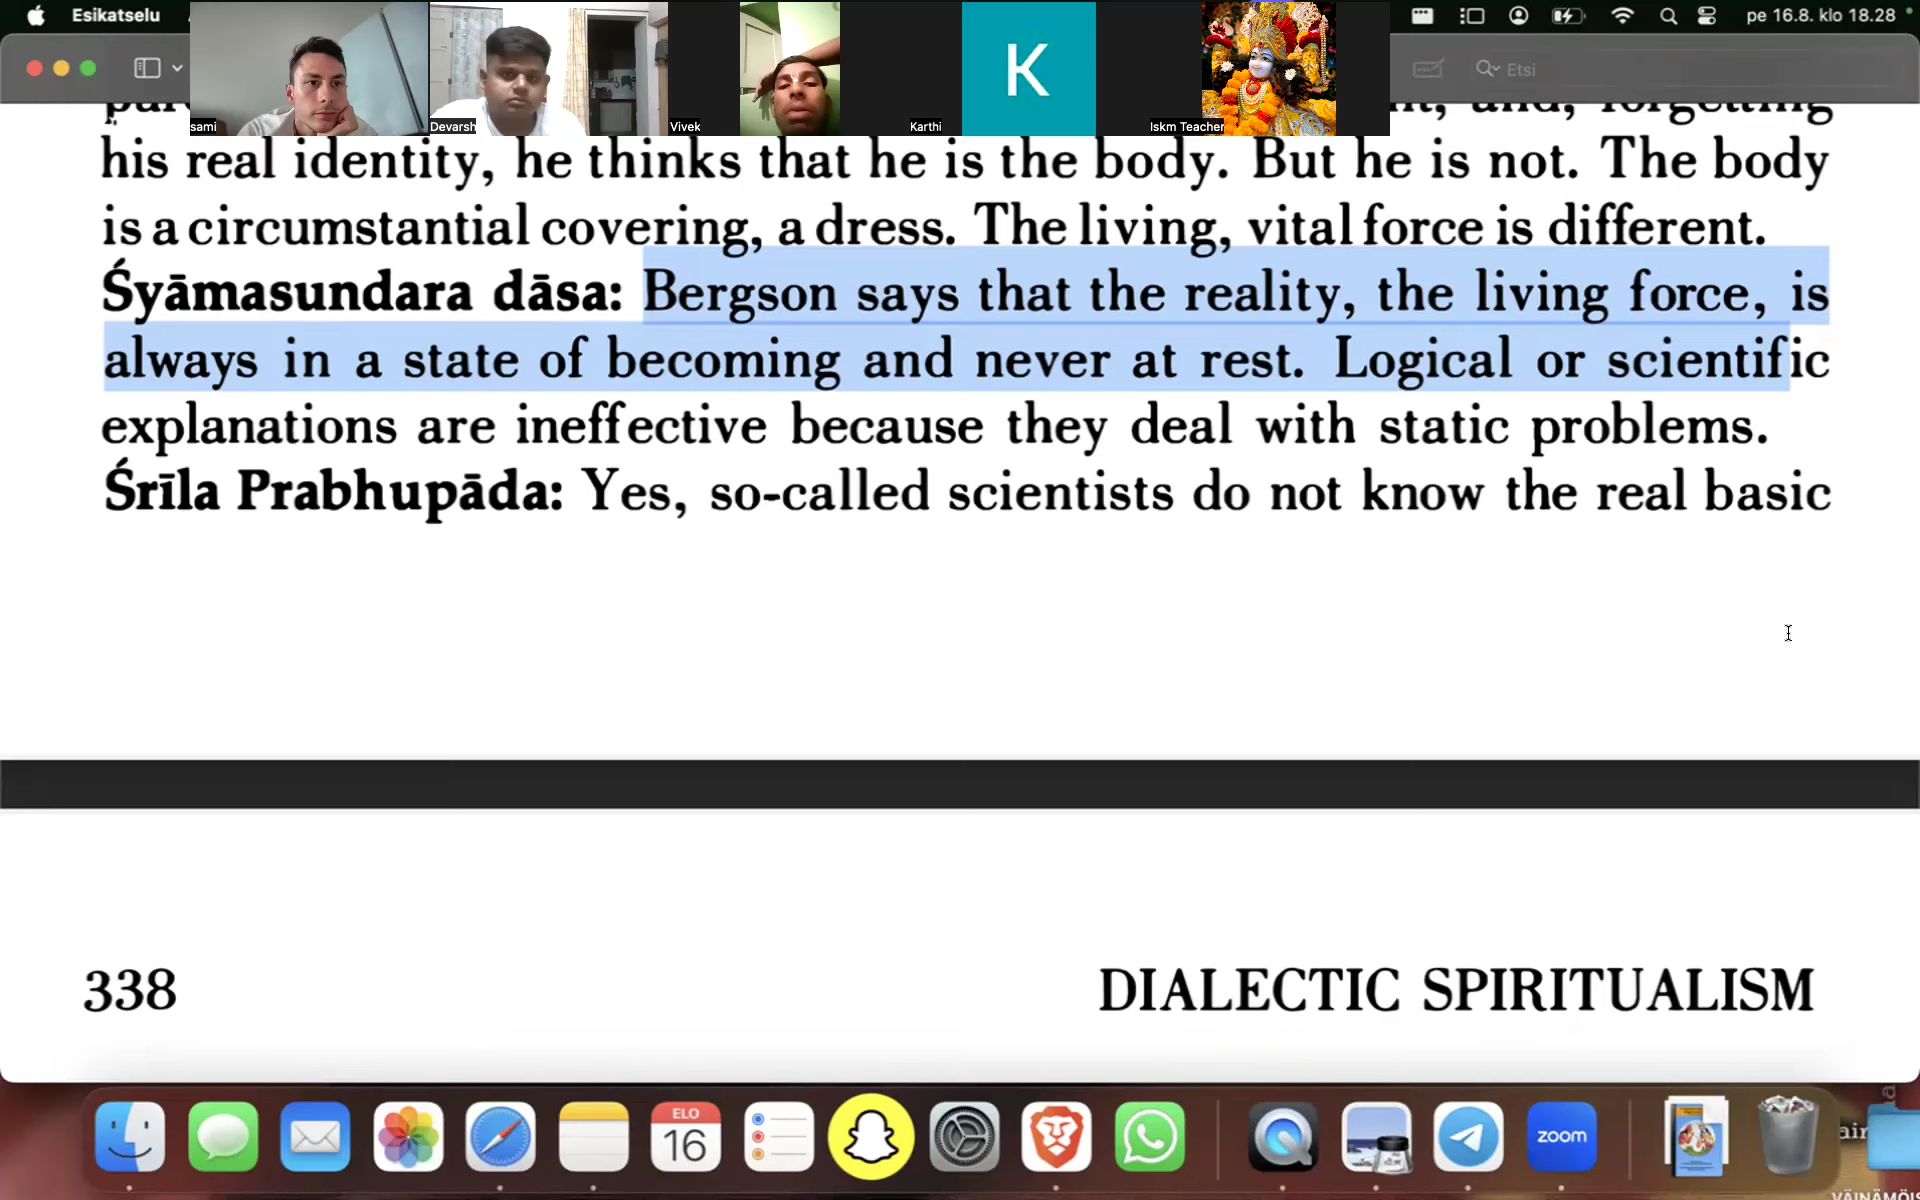 Esikatselu
pe 16.8. klo 18.28
Etsi
sami
Devarsh
Vivek
Karthi
K
Iskm Teacher
and, forgetting
his real identity, he thinks that he is the body. But he is not. The body
is a circumstantial covering, a dress. The living, vital force is different.
Śyāmasundara dāsa: Bergson says that the reality, the living force, is
always in a state of becoming and never at rest. Logical or scientific
explanations are ineffective because they deal with static problems.
Śrīla Prabhupāda: Yes, so-called scientists do not know the real basic
338
DIALECTIC SPIRITUALISM
ELO
16
zoom